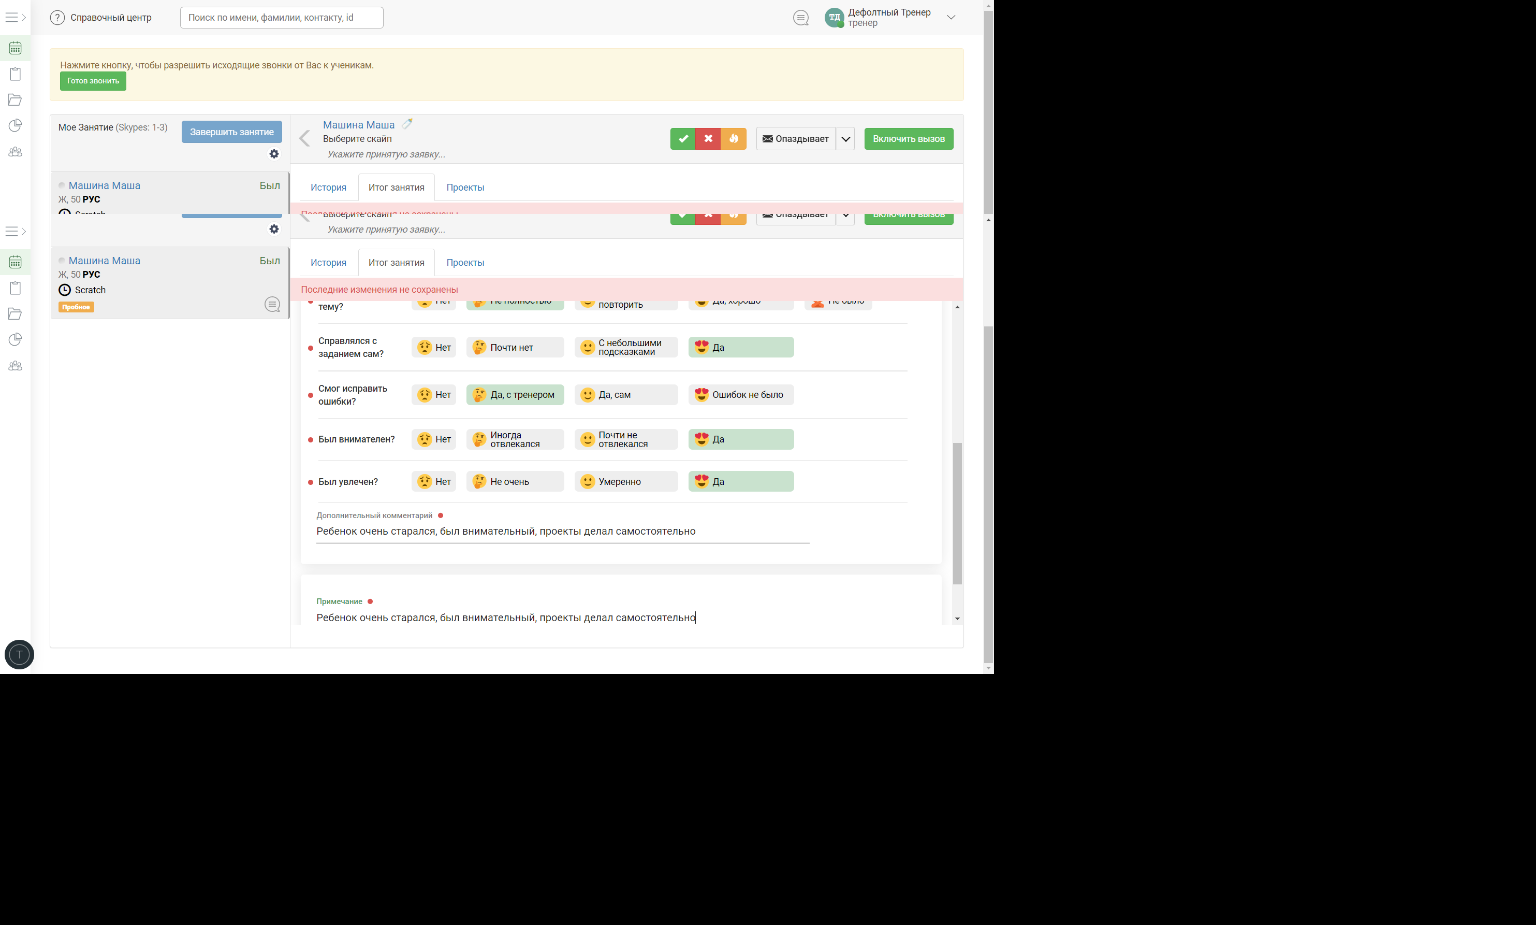 Справочный центр
Поиск по имени, фамилии, контакту, id
ТД
Дефолтный Тренер
тренер
Нажмите кнопку, чтобы разрешить исходящие звонки от Вас к ученикам.
Готов звонить
Мое Занятие (Skypes: 1-3)
Завершить занятие
Машина Маша
Выберите скайп
Укажите принятую заявку...
Опаздывает
Включить вызов
Машина Маша
Был
Ж, 50 РУС
Scratch
История
Итог занятия
Проекты
Последние изменения не сохранены
Выберите скайп
Опаздывает
Включить вызов
Укажите принятую заявку...
Машина Маша
Был
Ж, 50 РУС
Scratch
Пробное
История
Итог занятия
Проекты
Последние изменения не сохранены
тему?
Нет
Не полностью
повторить
Да, хорошо
Не было
Справлялся с
заданием сам?
Нет
Почти нет
С небольшими
подсказками
Да
Смог исправить
ошибки?
Нет
Да, с тренером
Да, сам
Ошибок не было
Был внимателен?
Нет
Иногда
отвлекался
Почти не
отвлекался
Да
Был увлечен?
Нет
Не очень
Умеренно
Да
Дополнительный комментарий
Ребенок очень старался, был внимательный, проекты делал самостоятельно
Примечание
Ребенок очень старался, был внимательный, проекты делал самостоятельно
T